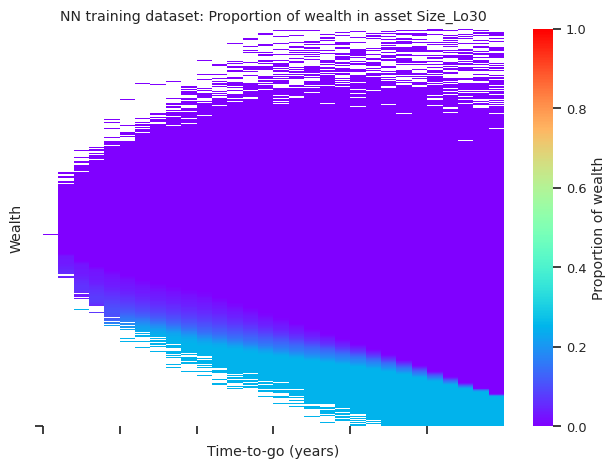 NN training dataset: Proportion of wealth in asset Size_Lo30
Wealth
Time-to-go (years)
1.0
0.8
0.6
0.4
0.2
0.0
Proportion of wealth